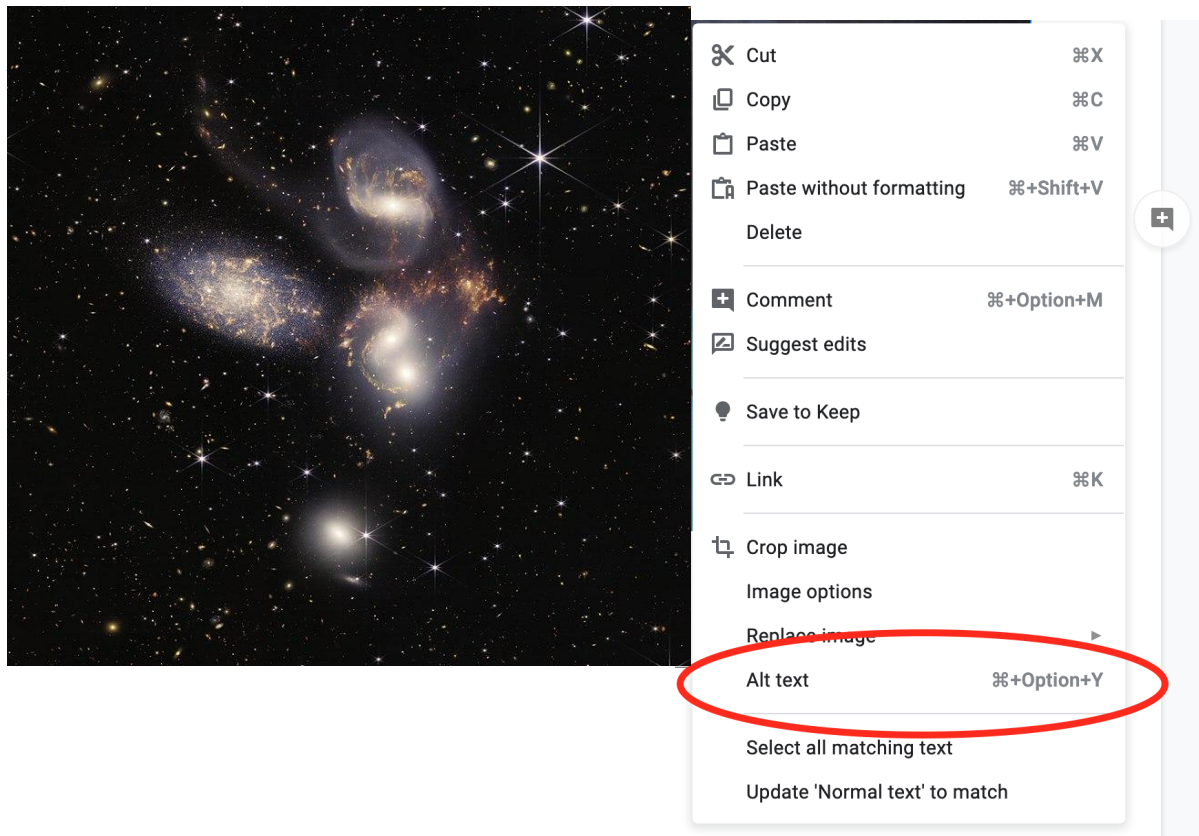 Cut ⌘X
Copy ⌘C
Paste ⌘V
Paste without formatting ⌘+Shift+V
Delete
Comment ⌘+Option+M
Suggest edits
Save to Keep
Link ⌘K
Crop image
Image options
Replace image
Alt text ⌘+Option+Y
Select all matching text
Update 'Normal text' to match